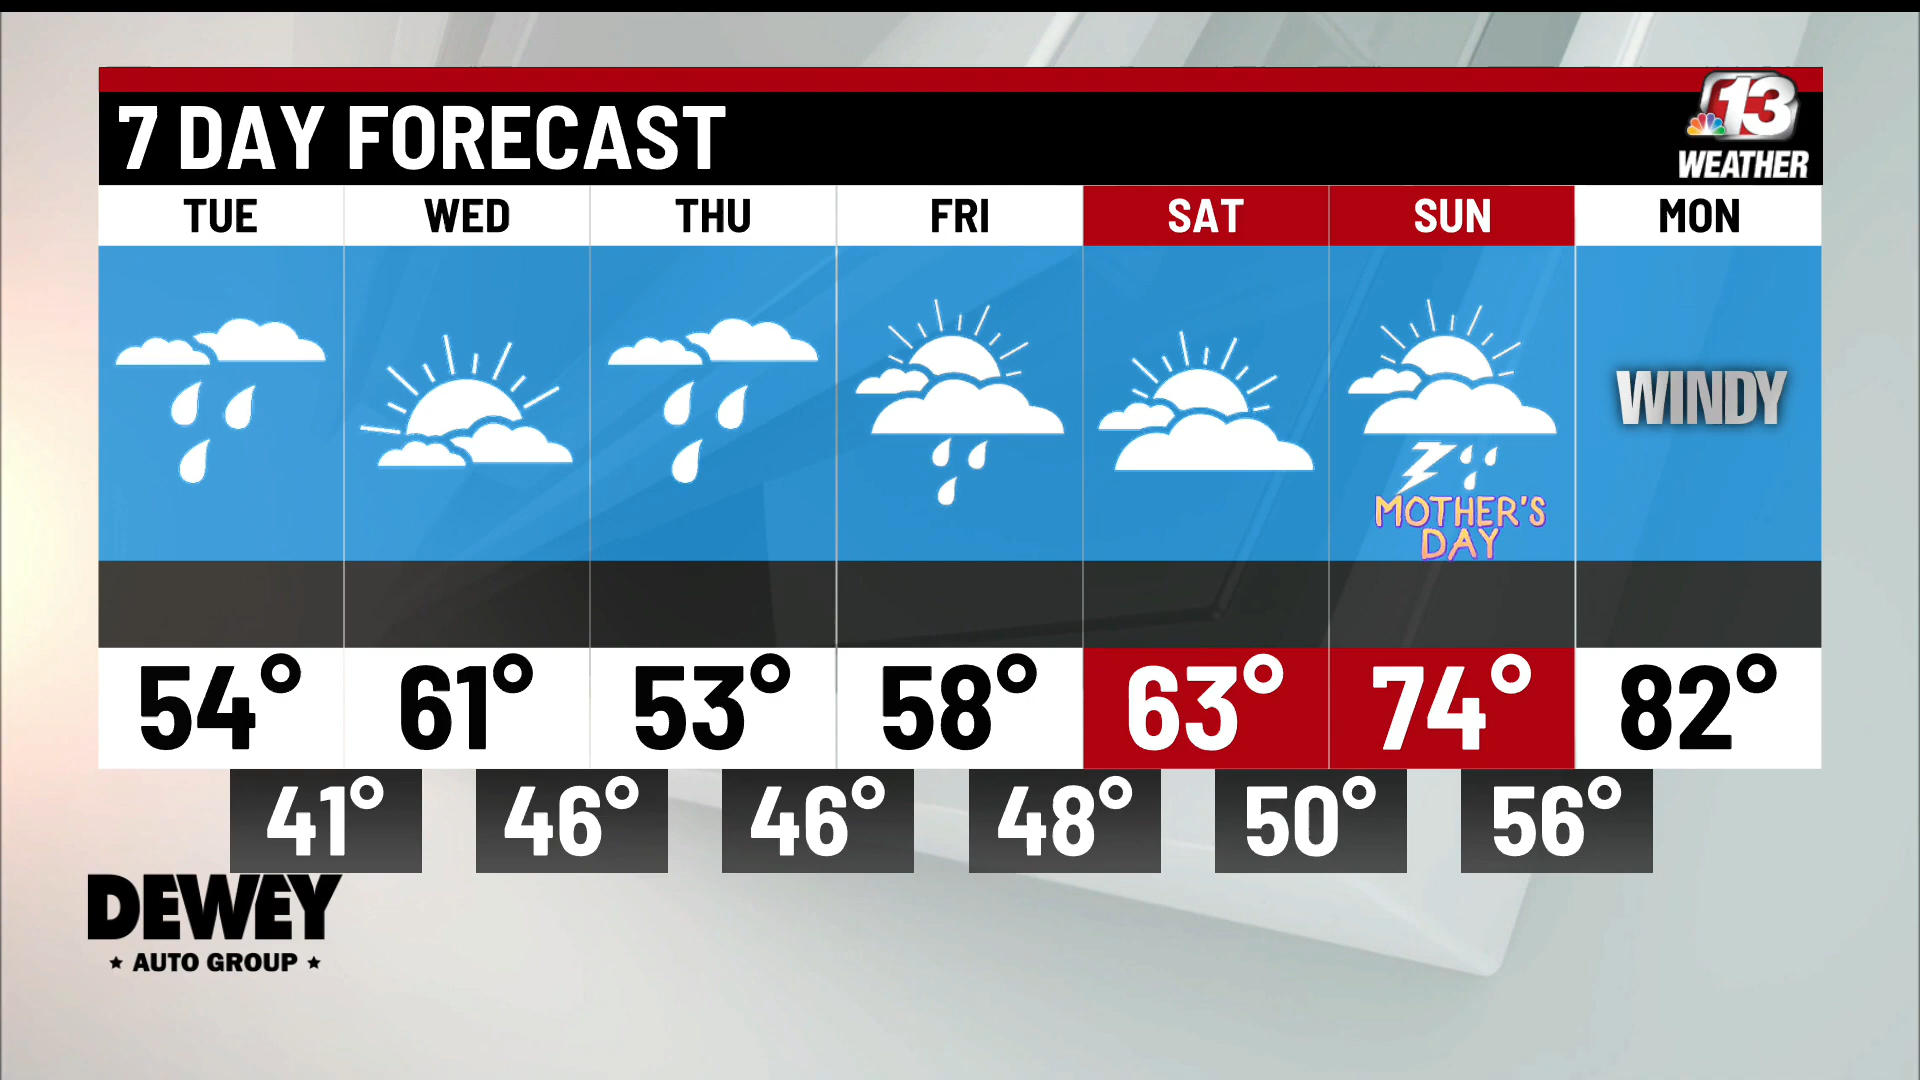 13
7 DAY FORECAST
WEATHER
TUE WED THU FRI SAT SUN MON
WINDY
MOTHER'S
DAY
54° 61° 53° 58° 63° 74° 82°
41° 46° 46° 48° 50° 56°
DEWEY
★ AUTO GROUP ★